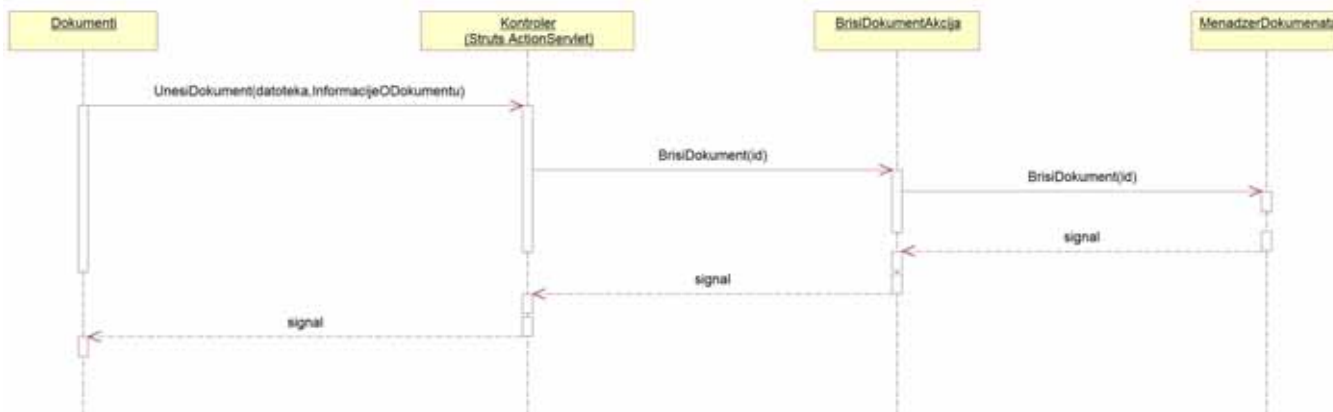 Dokumenti
Kontroler
(Struts ActionServlet)
BrisiDokumentAkcija
MenadzerDokumenata
UnesiDokument(datoteka,InformacijeODokumentu)
BrisiDokument(id)
BrisiDokument(id)
signal
signal
signal